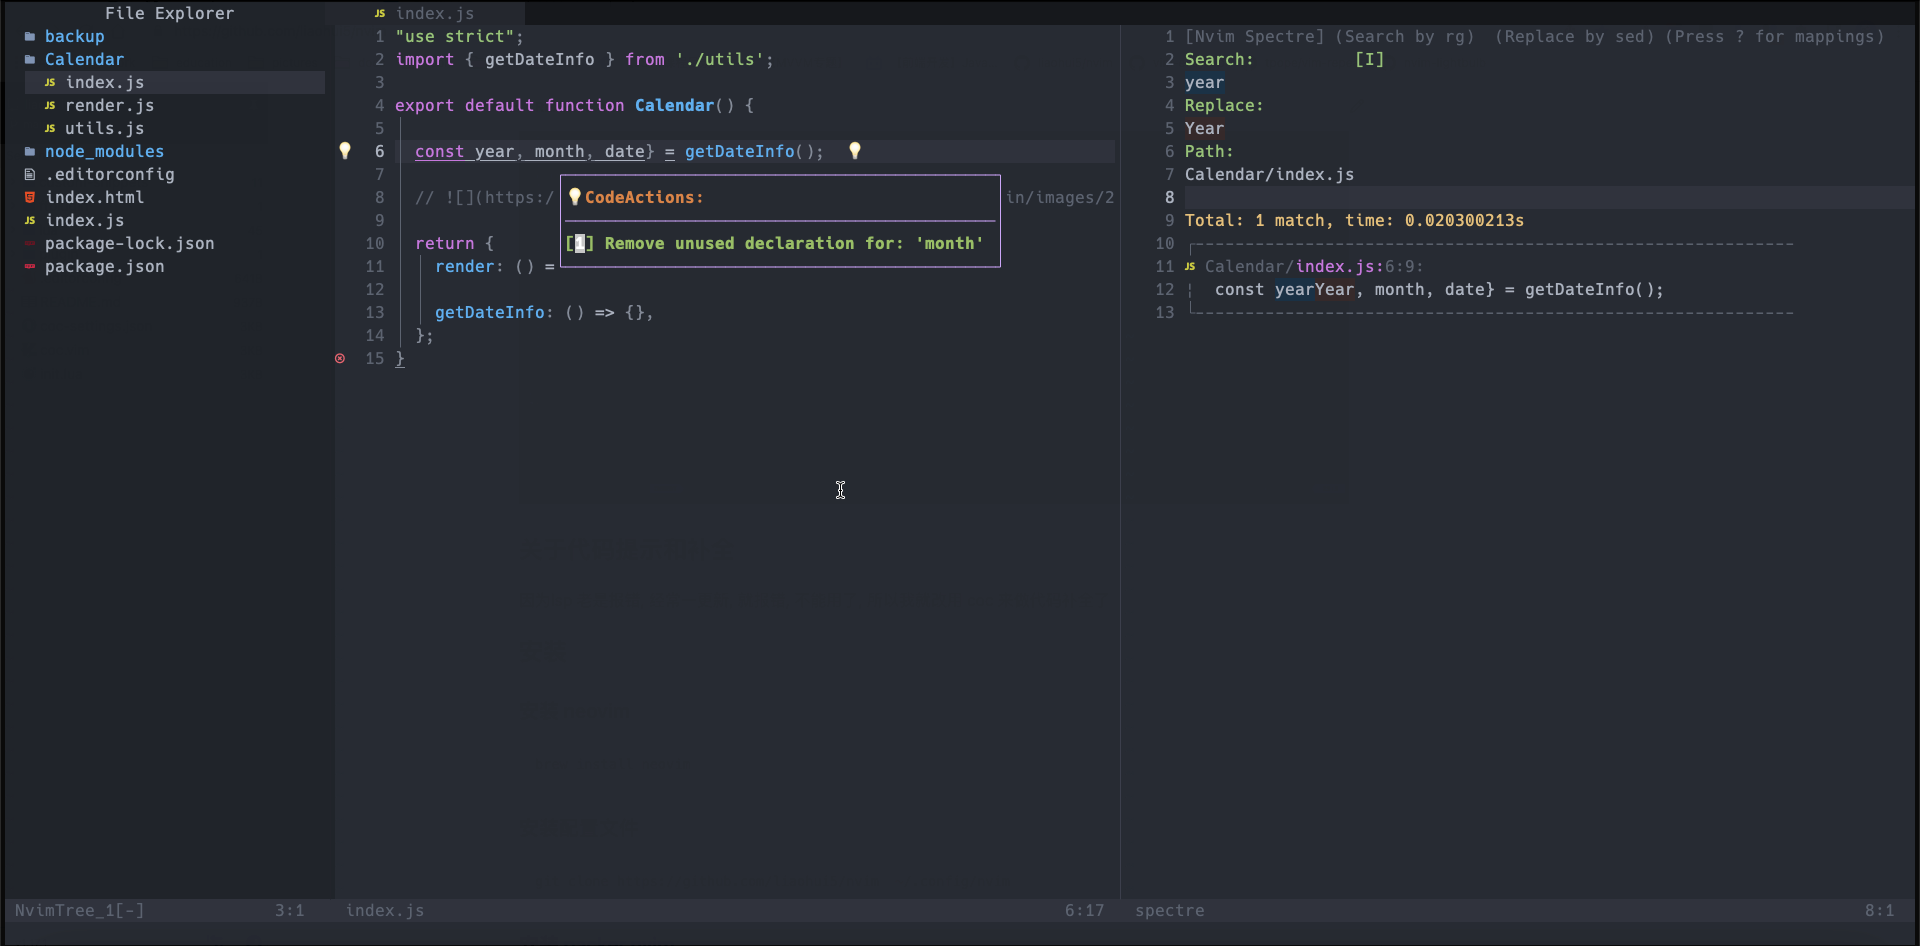 File Explorer
backup
Calendar
JS index.js
JS render.js
JS utils.js
node_modules
.editorconfig
index.html
JS index.js
package-lock.json
package.json
JS index.js
1 "use strict";
2 import { getDateInfo } from './utils';
3
4 export default function Calendar() {
5
6 const year, month, date} = getDateInfo();
7
8 // ![](https:/ in/images/2
9
10 return {
11 render: () =
12
13 getDateInfo: () => {},
14 };
15 }
CodeActions:
[1] Remove unused declaration for: 'month'
1 [Nvim Spectre] (Search by rg) (Replace by sed) (Press ? for mappings)
2 Search: [I]
3 year
4 Replace:
5 Year
6 Path:
7 Calendar/index.js
8
9 Total: 1 match, time: 0.020300213s
10
11 JS Calendar/index.js:6:9:
12 const yearYear, month, date} = getDateInfo();
13
NvimTree_1[-] 3:1
index.js 6:17
spectre 8:1